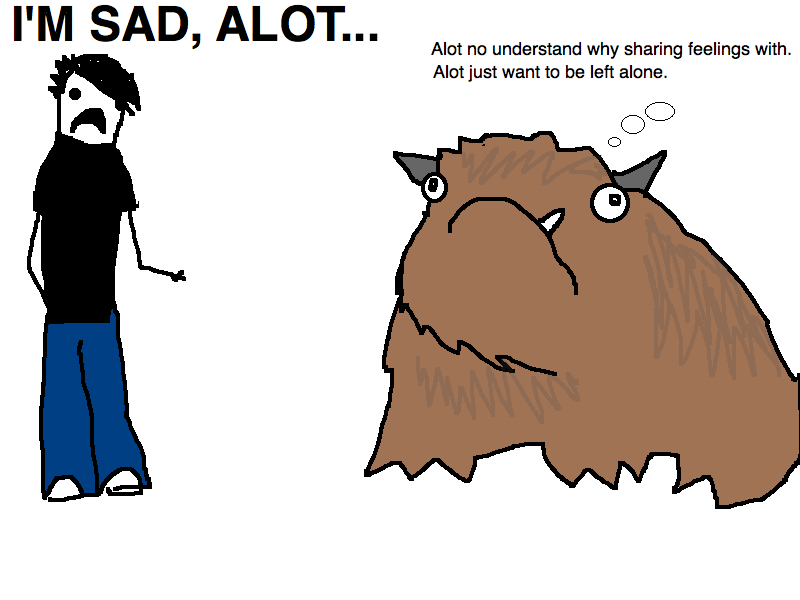 I'M SAD, ALOT...
Alot no understand why sharing feelings with.
Alot just want to be left alone.